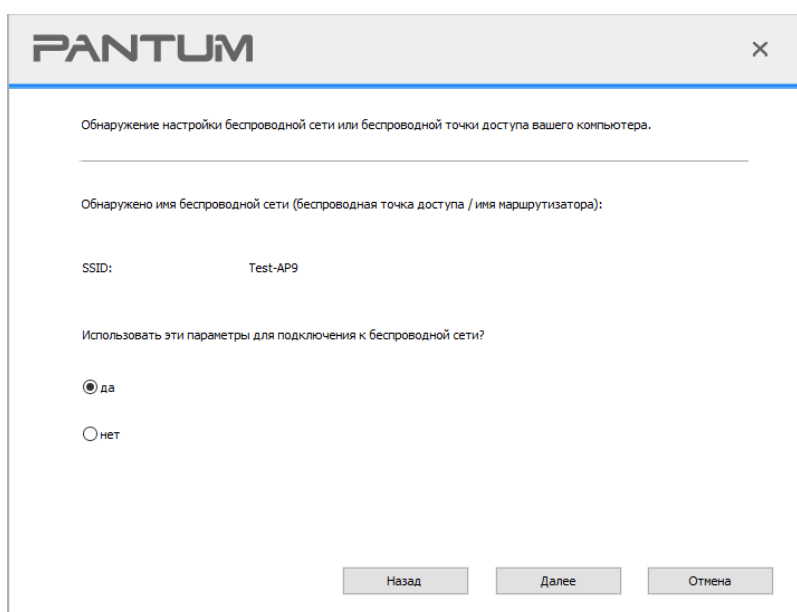 PANTUM
Обнаружение настройки беспроводной сети или беспроводной точки доступа вашего компьютера.
Обнаружено имя беспроводной сети (беспроводная точка доступа / имя маршрутизатора):
SSID: Test-AP9
Использовать эти параметры для подключения к беспроводной сети?
да
нет
Назад Далее Отмена